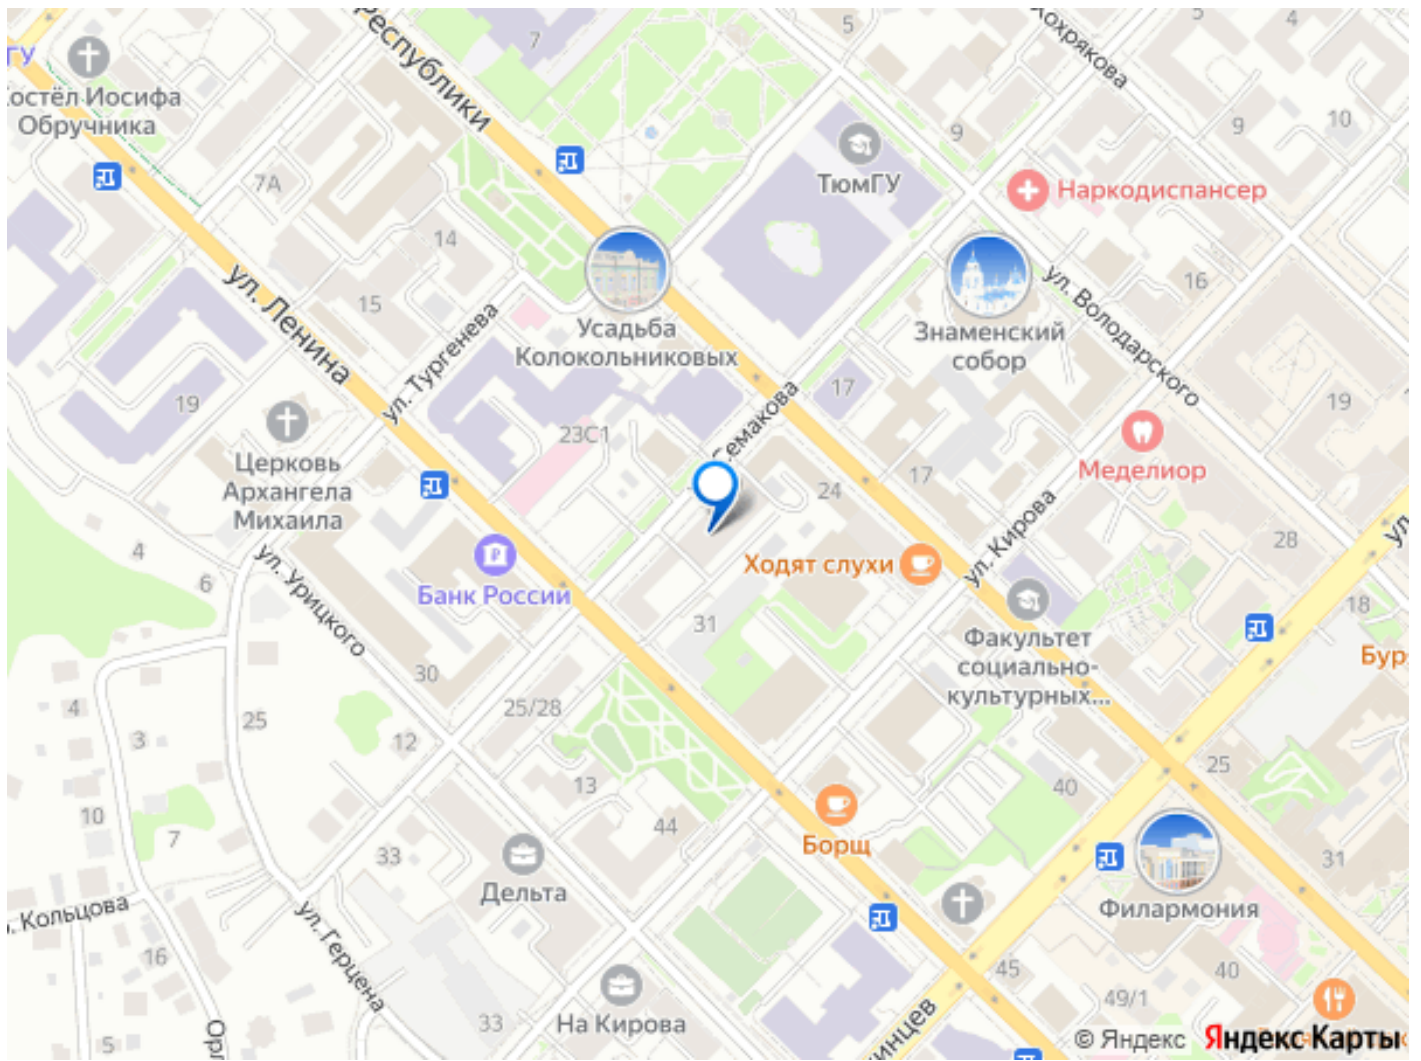 Республики
ГУ
Костёл Иосифа
Обручника
7
5
5
4
Хохрякова
9
9
10
7А
ТюмГУ
Наркодиспансер
14
15
16
ул. Ленина
ул. Тургенева
Усадьба
Колокольниковых
Знаменский
собор
ул. Володарского
19
17
19
Семакова
23С1
Церковь
Архангела
Михаила
Меделиор
17
24
4
6
28
ул. Кирова
Ходят слухи
Банк России
ул. Урицкого
31
18
Факультет
социально-
культурных...
Бур
30
25/28
4
25
3
12
13
40
25
10
7
44
33
Борщ
31
Дельта
Филармония
. Кольцова
ул. Герцена
16
45
40
49/1
33
На Кирова
5
© Яндекс Яндекс Карты